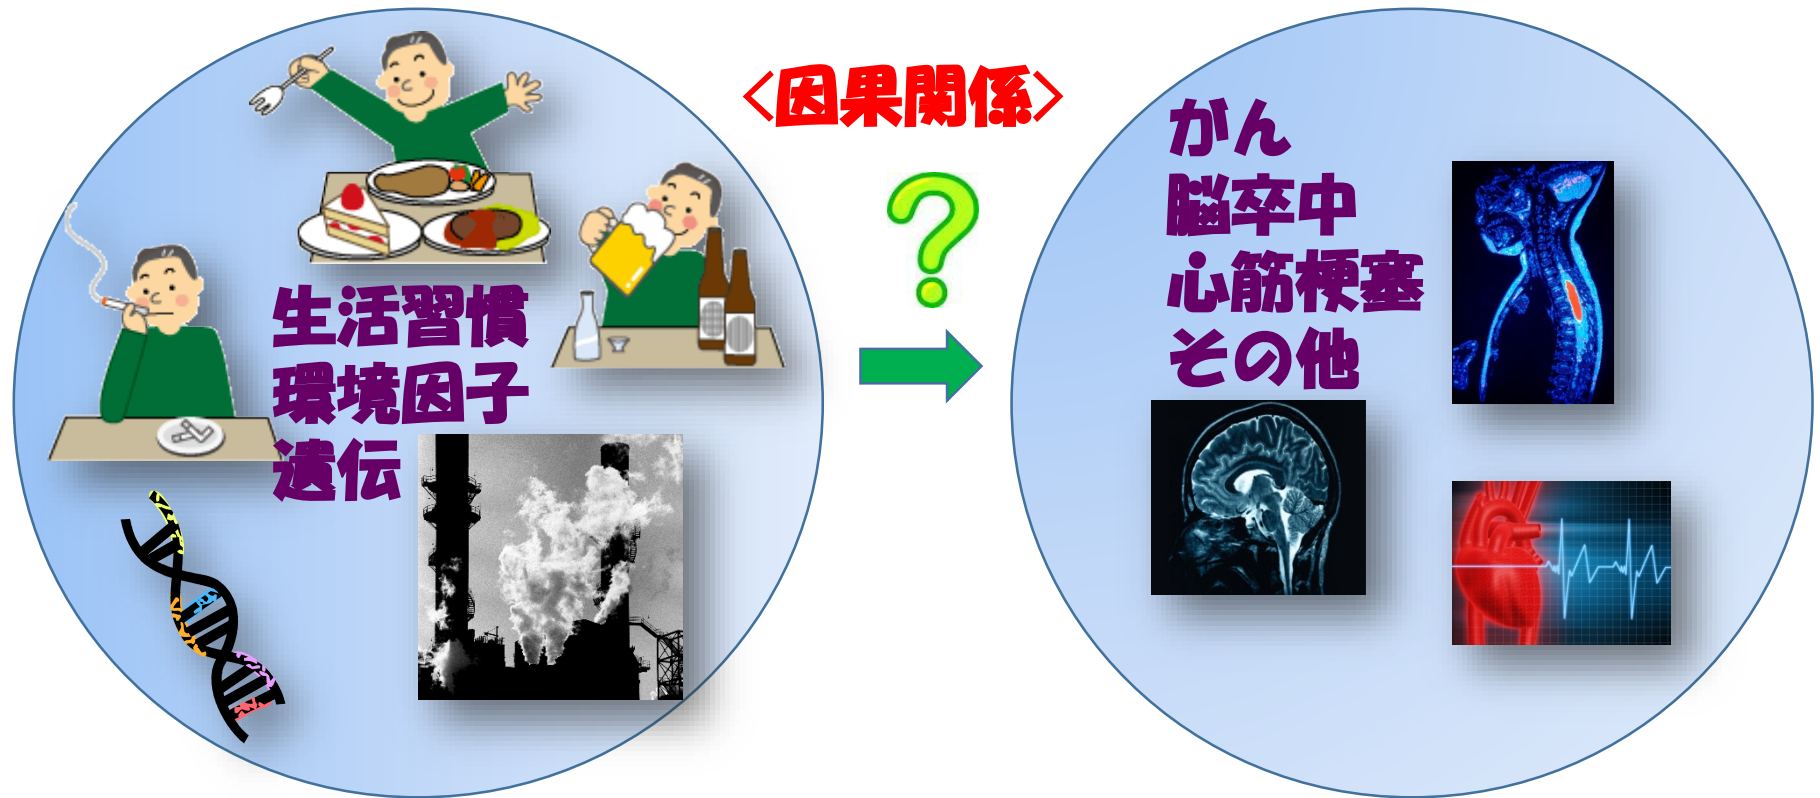 <因果関係>
生活習慣
環境因子
遺伝
がん
脳卒中
心筋梗塞
その他